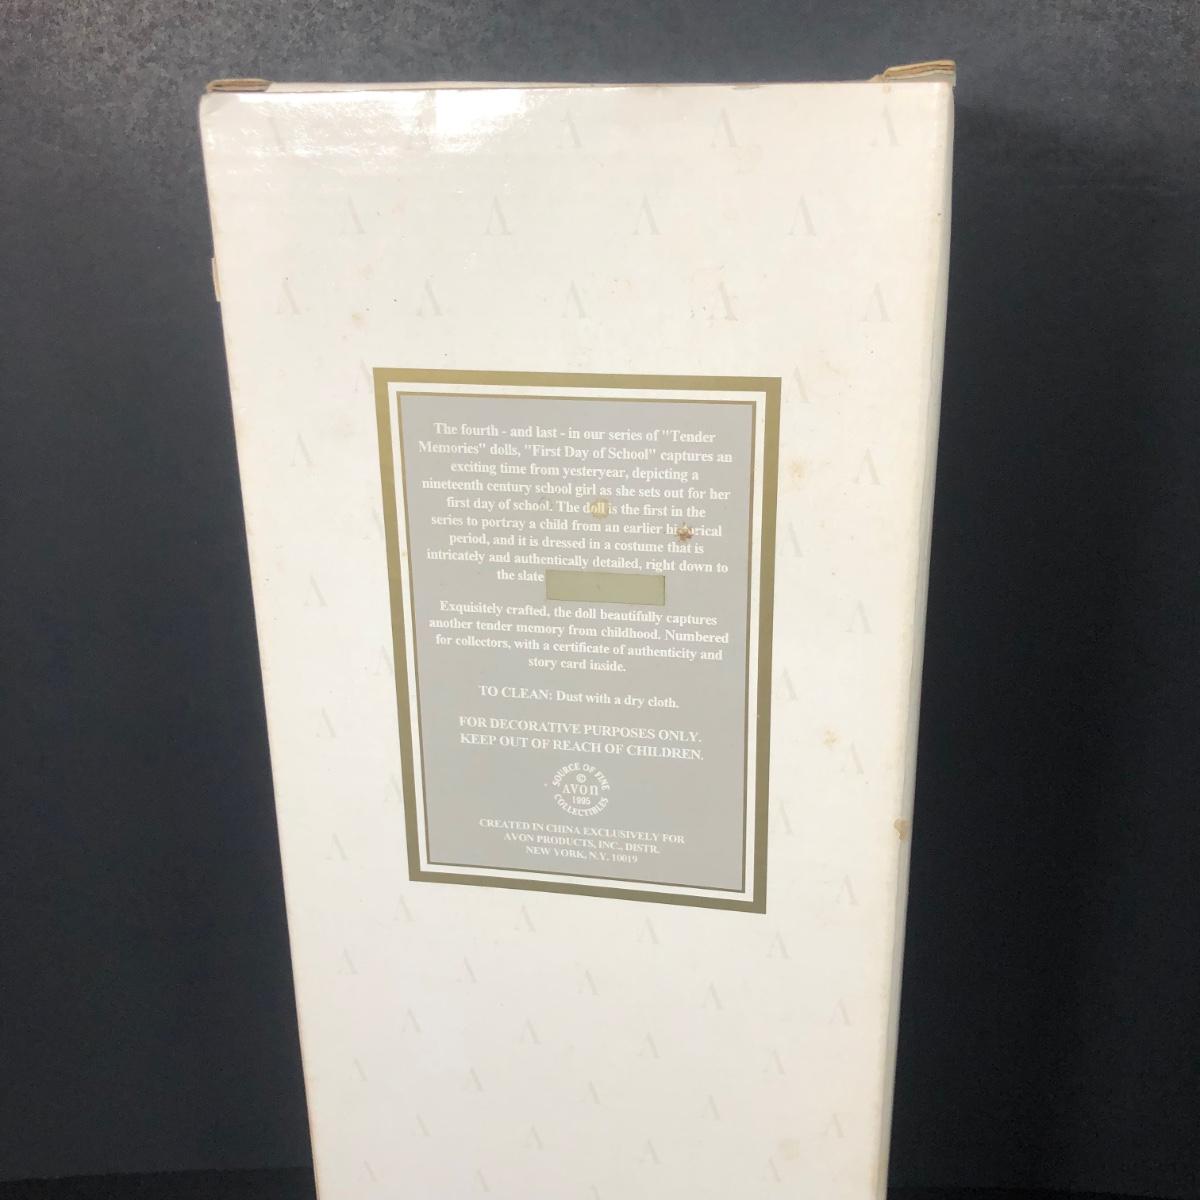 The fourth - and last - in our series of "Tender
Memories" dolls, "First Day of School" captures an
exciting time from yesteryear, depicting a
nineteenth century school girl as she sets out for her
first day of school. The doll is the first in the
series to portray a child from an earlier historical
period, and it is dressed in a costume that is
intricately and authentically detailed, right down to
the slate
Exquisitely crafted, the doll beautifully captures
another tender memory from childhood. Numbered
for collectors, with a certificate of authenticity and
story card inside.
TO CLEAN: Dust with a dry cloth.
FOR DECORATIVE PURPOSES ONLY.
KEEP OUT OF REACH OF CHILDREN.
SOURCE OF FINE
©
AVON
1995
COLLECTIBLES
CREATED IN CHINA EXCLUSIVELY FOR
AVON PRODUCTS, INC., DISTR.
NEW YORK, N.Y. 10019